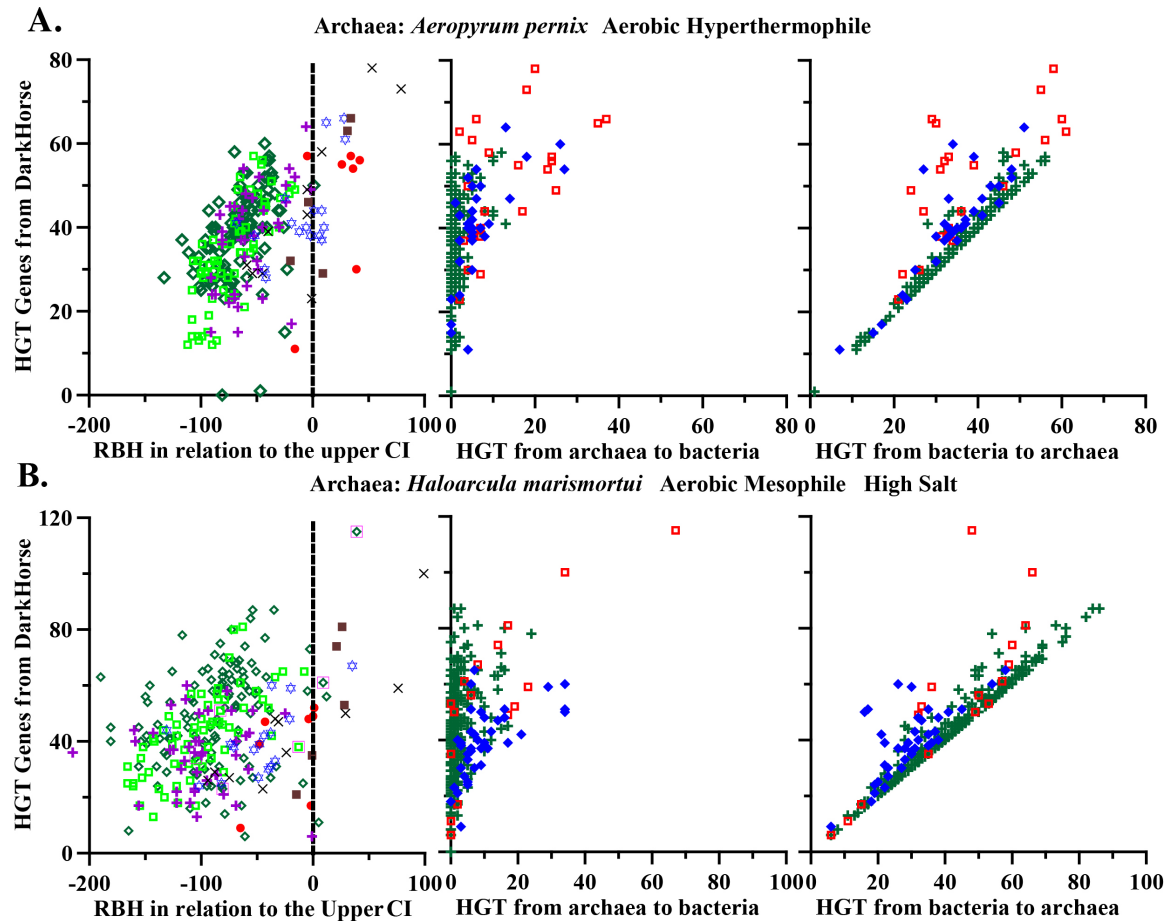 A.
Archaea: Aeropyrum pernix Aerobic Hyperthermophile
HGT Genes from DarkHorse
80
60
40
20
0
-200 -100 0 100
0 20 40 60 80
0 20 40 60 80
RBH in relation to the upper CI
HGT from archaea to bacteria
HGT from bacteria to archaea
B.
Archaea: Haloarcula marismortui Aerobic Mesophile High Salt
HGT Genes from DarkHorse
120
80
40
0
-200 -100 0 100
0 20 40 60 80 100
0 20 40 60 80 100
RBH in relation to the Upper CI
HGT from archaea to bacteria
HGT from bacteria to archaea